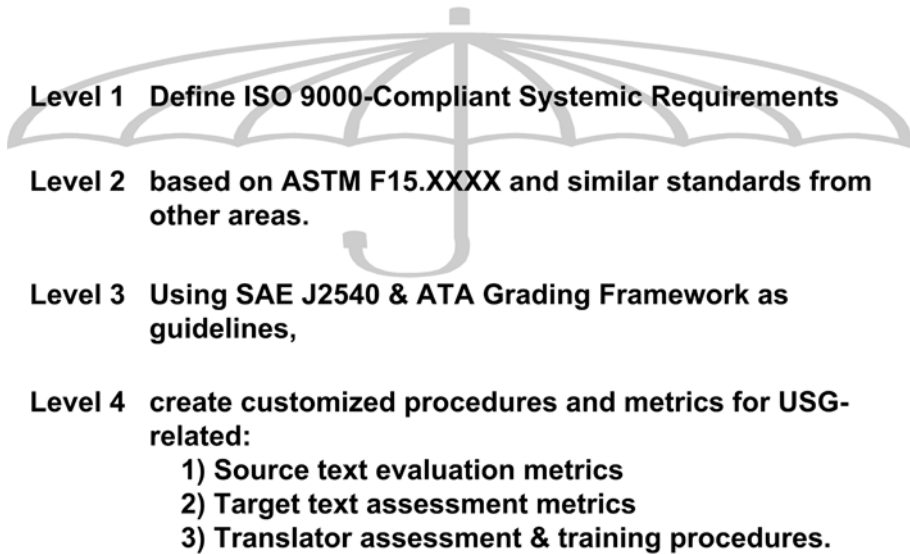 Level 1 Define ISO 9000-Compliant Systemic Requirements
Level 2 based on ASTM F15.XXXX and similar standards from
other areas.
Level 3 Using SAE J2540 & ATA Grading Framework as
guidelines,
Level 4 create customized procedures and metrics for USG-
related:
1) Source text evaluation metrics
2) Target text assessment metrics
3) Translator assessment & training procedures.